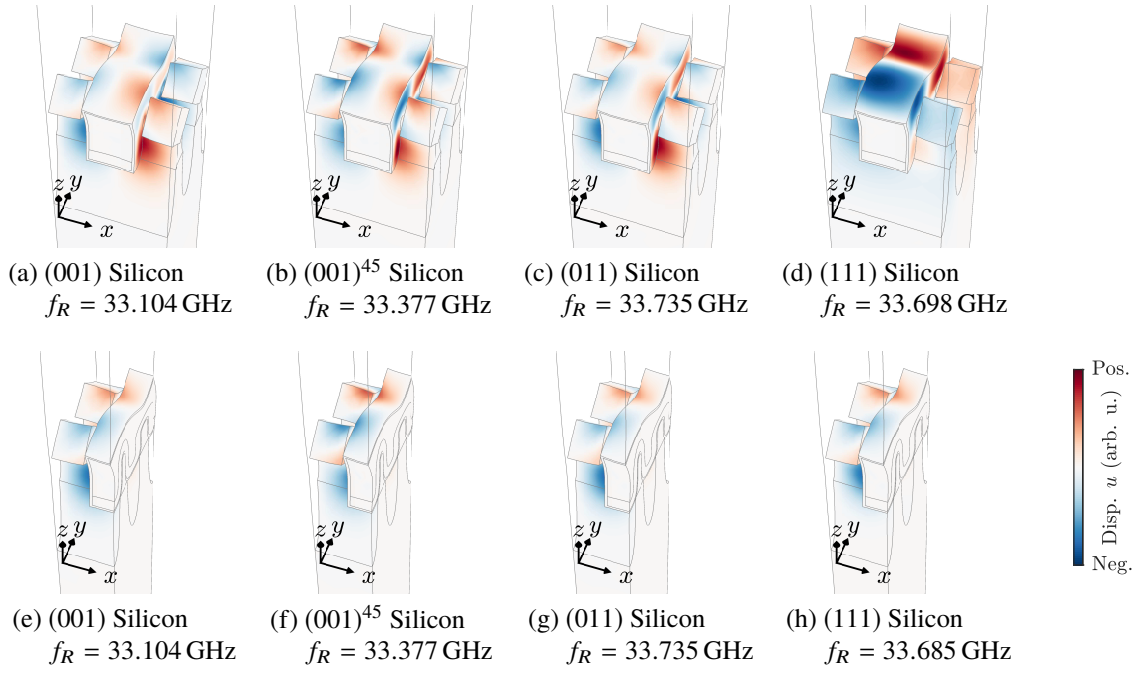 z y
x
z y
x
z y
x
z y
x
(a) (001) Silicon
f_R = 33.104 GHz
(b) (001)⁴⁵ Silicon
f_R = 33.377 GHz
(c) (011) Silicon
f_R = 33.735 GHz
(d) (111) Silicon
f_R = 33.698 GHz
z y
x
z y
x
z y
x
z y
x
Pos.
Disp. u (arb. u.)
Neg.
(e) (001) Silicon
f_R = 33.104 GHz
(f) (001)⁴⁵ Silicon
f_R = 33.377 GHz
(g) (011) Silicon
f_R = 33.735 GHz
(h) (111) Silicon
f_R = 33.685 GHz